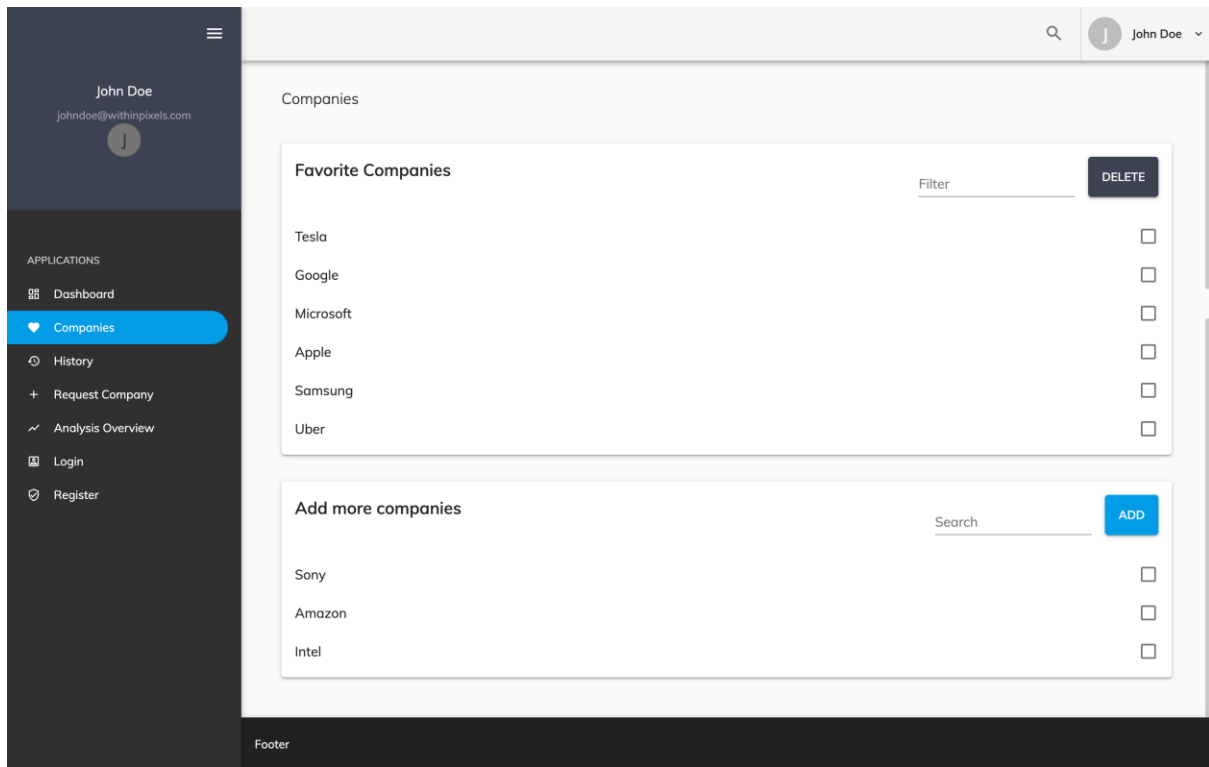 John Doe
johndoe@withinpixels.com
J
APPLICATIONS
Dashboard
Companies
History
Request Company
Analysis Overview
Login
Register
J John Doe
Companies
Favorite Companies
Filter
DELETE
Tesla
Google
Microsoft
Apple
Samsung
Uber
Add more companies
Search
ADD
Sony
Amazon
Intel
Footer